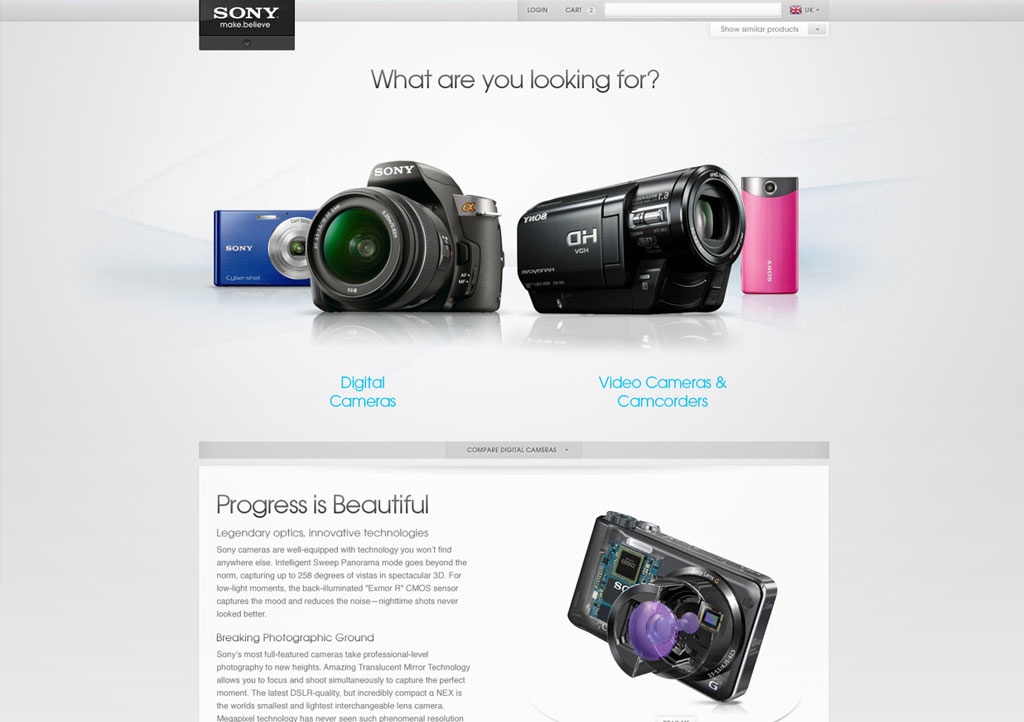 SONY
make.believe
LOGIN
CART 2
UK
Show similar products
What are you looking for?
SONY
α
SONY
Cyber-shot
SONY
HD
SONY
Digital
Cameras
Video Cameras &
Camcorders
COMPARE DIGITAL CAMERAS
Progress is Beautiful
Legendary optics, innovative technologies
Sony cameras are well-equipped with technology you won't find
anywhere else. Intelligent Sweep Panorama mode goes beyond the
norm, capturing up to 258 degrees of vistas in spectacular 3D. For
low-light moments, the back-illuminated "Exmor R" CMOS sensor
captures the mood and reduces the noise—nighttime shots never
looked better.
Breaking Photographic Ground
Sony's most full-featured cameras take professional-level
photography to new heights. Amazing Translucent Mirror Technology
allows you to focus and shoot simultaneously to capture the perfect
moment. The latest DSLR-quality, but incredibly compact α NEX is
the worlds smallest and lightest interchangeable lens camera.
Megapixel technology has never seen such phenomenal resolution
G